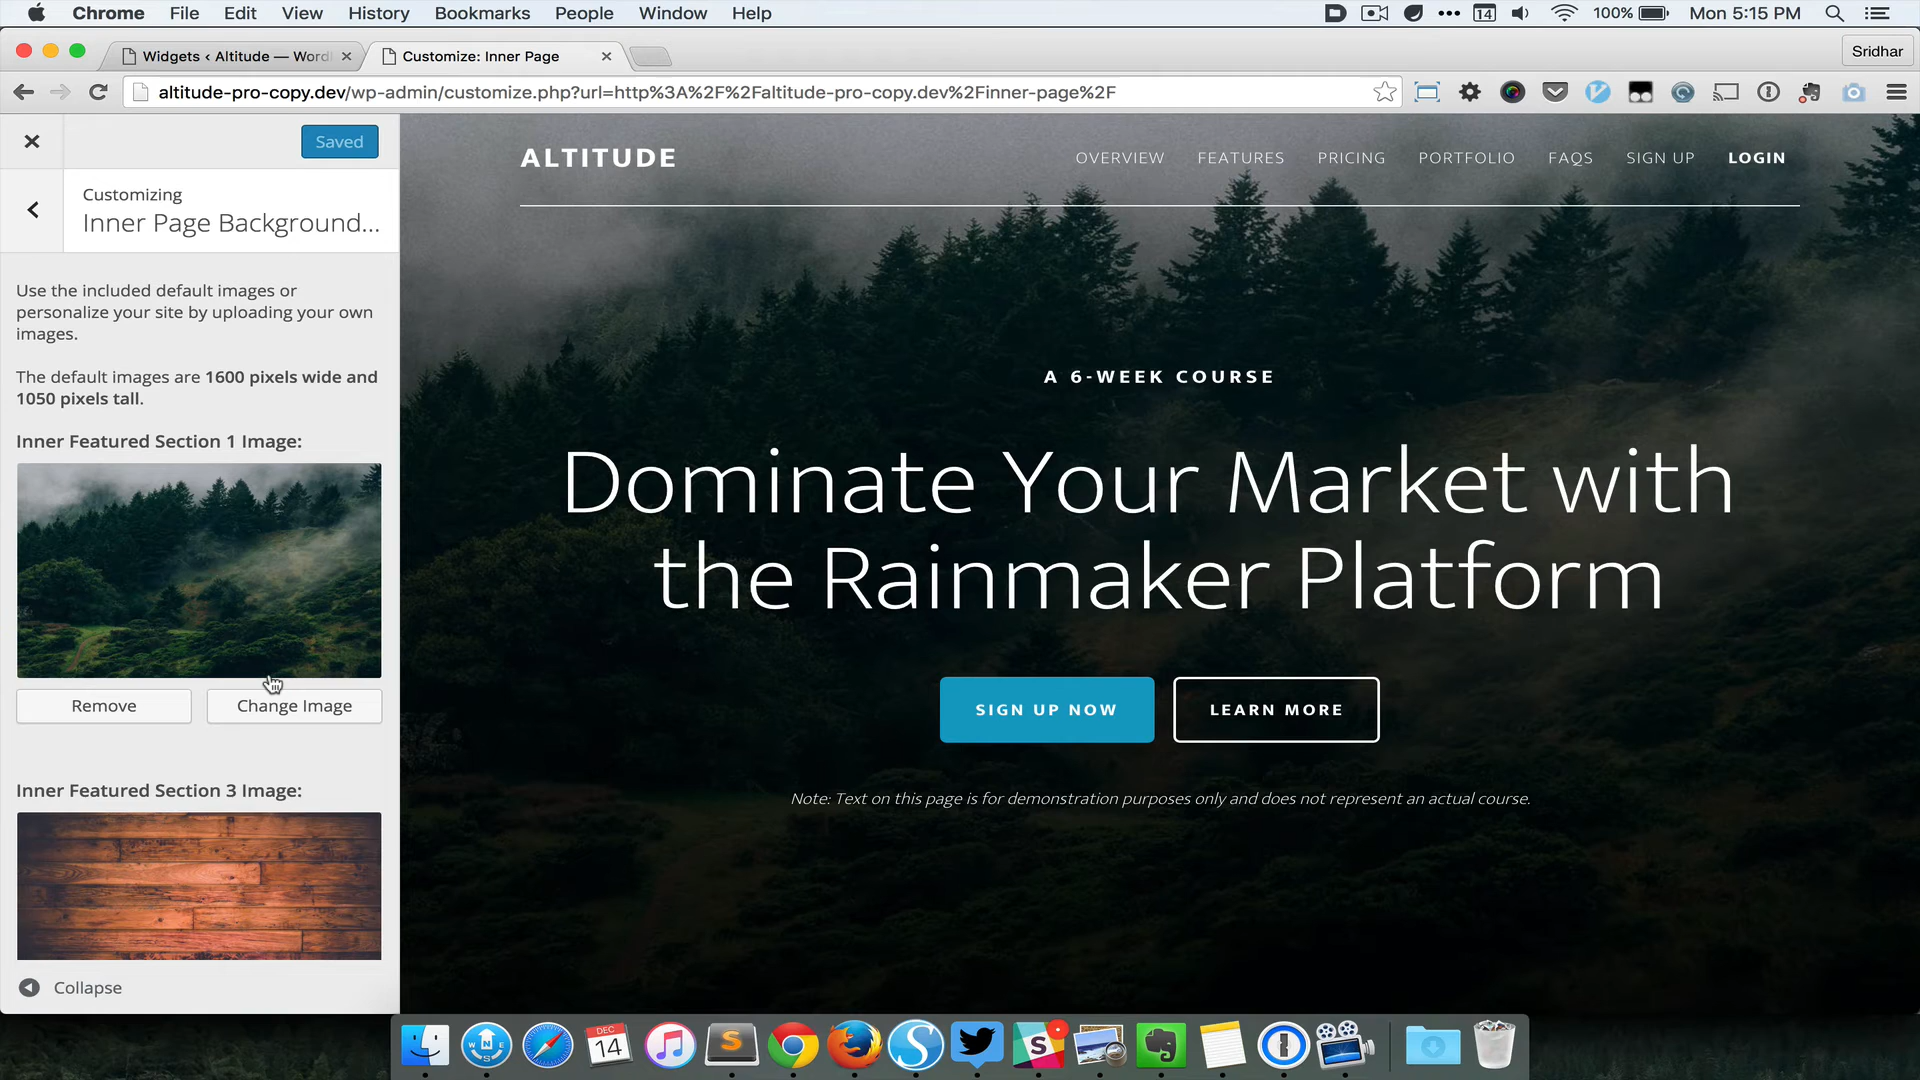 Chrome File Edit View History Bookmarks People Window Help 14 100% Mon 5:15 PM
Widgets ‹ Altitude — Word
Customize: Inner Page
Sridhar
altitude-pro-copy.dev/wp-admin/customize.php?url=http%3A%2F%2Faltitude-pro-copy.dev%2Finner-page%2F
Saved
Customizing
Inner Page Background...
Use the included default images or
personalize your site by uploading your own
images.
The default images are 1600 pixels wide and
1050 pixels tall.
Inner Featured Section 1 Image:
Remove
Change Image
Inner Featured Section 3 Image:
Collapse
ALTITUDE
OVERVIEW FEATURES PRICING PORTFOLIO FAQS SIGN UP LOGIN
A 6-WEEK COURSE
Dominate Your Market with
the Rainmaker Platform
SIGN UP NOW
LEARN MORE
Note: Text on this page is for demonstration purposes only and does not represent an actual course.
DEC
14